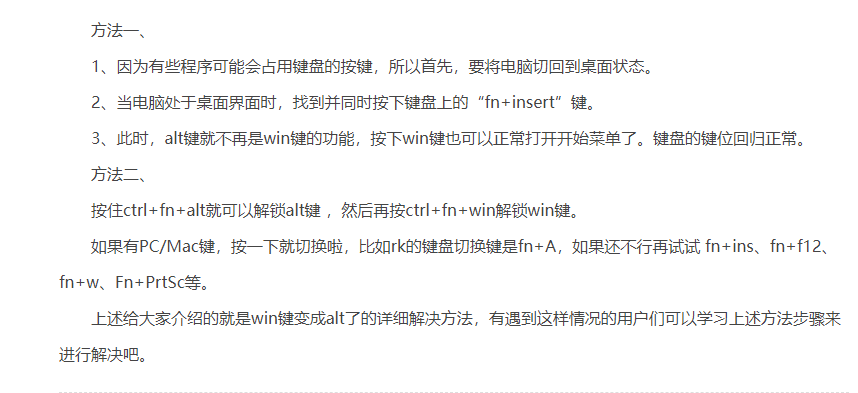 方法一、
1、因为有些程序可能会占用键盘的按键，所以首先，要将电脑切回到桌面状态。
2、当电脑处于桌面界面时，找到并同时按下键盘上的“fn+insert”键。
3、此时，alt键就不再是win键的功能，按下win键也可以正常打开开始菜单了。键盘的键位回归正常。
方法二、
按住ctrl+fn+alt就可以解锁alt键 ，然后再按ctrl+fn+win解锁win键。
如果有PC/Mac键，按一下就切换啦，比如rk的键盘切换键是fn+A，如果还不行再试试 fn+ins、fn+f12、
fn+w、Fn+PrtSc等。
上述给大家介绍的就是win键变成alt了的详细解决方法，有遇到这样情况的用户们可以学习上述方法步骤来
进行解决吧。